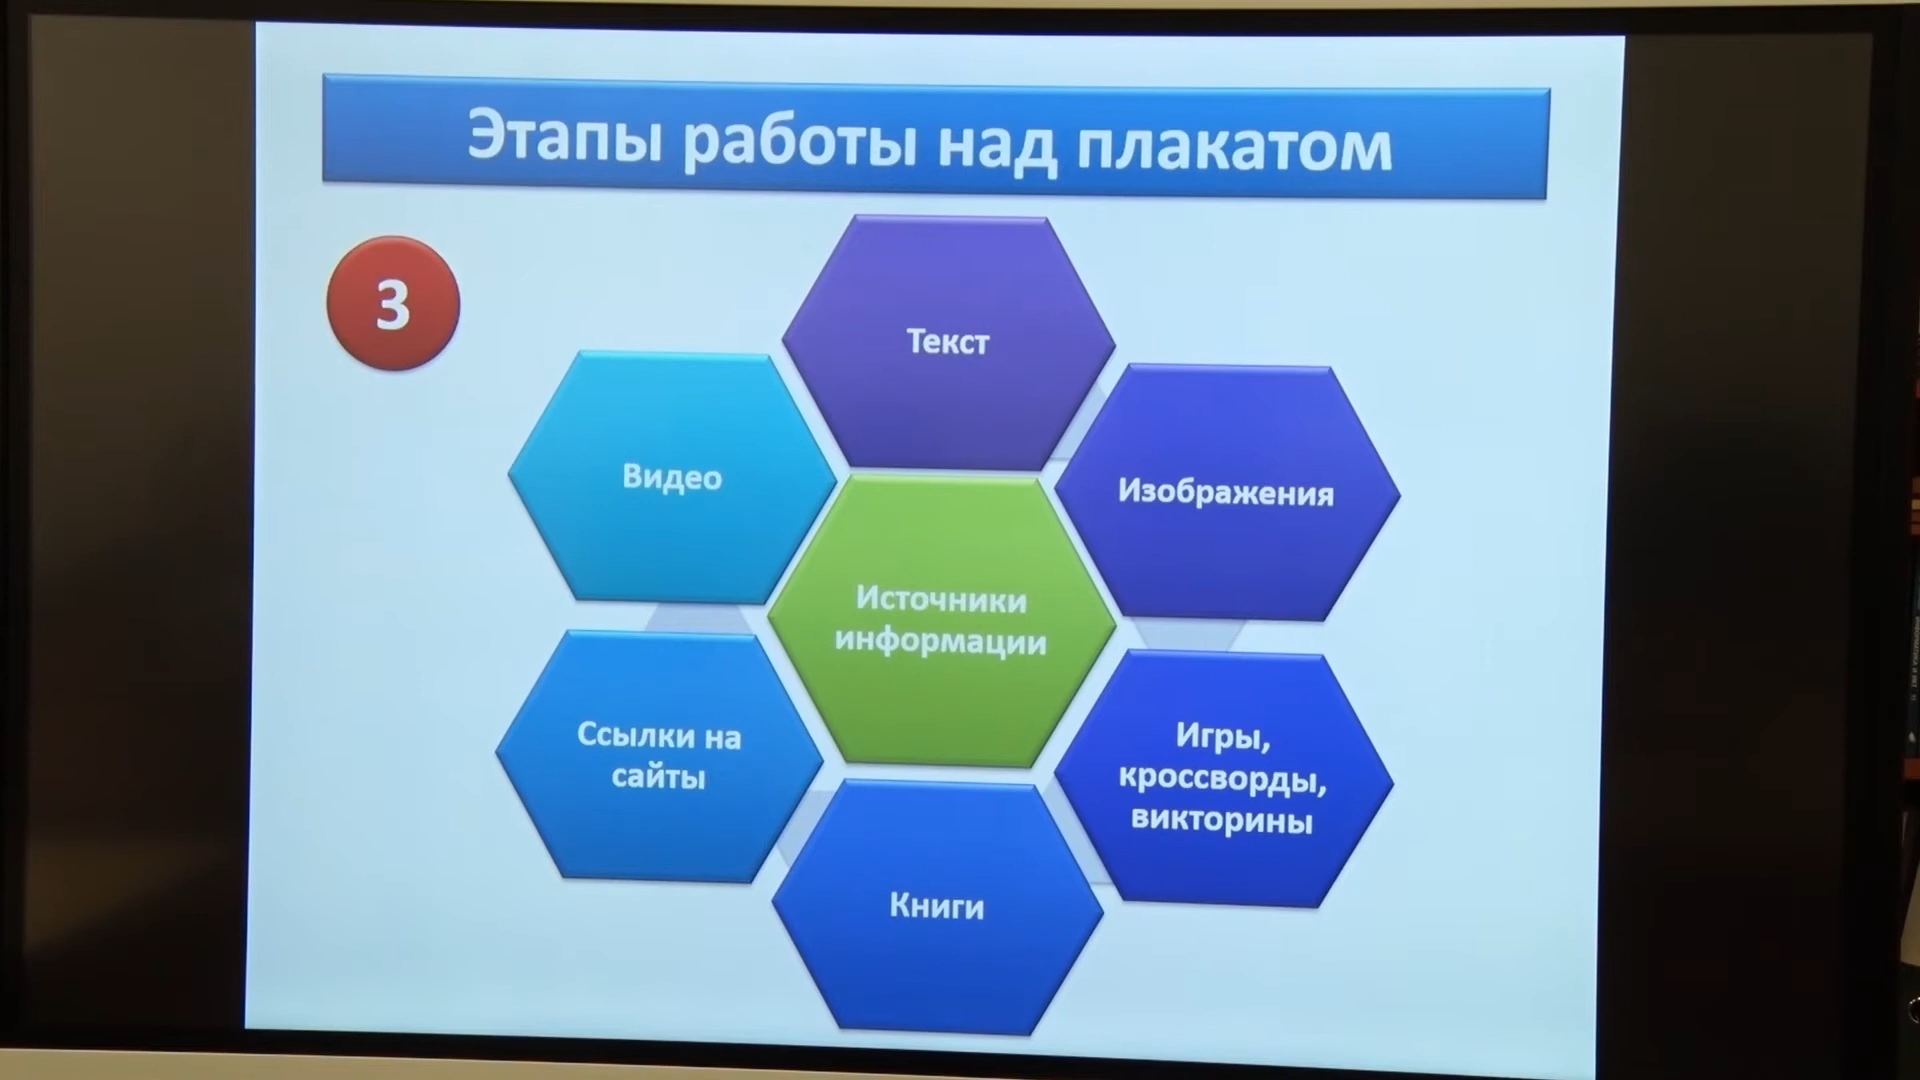 Этапы работы над плакатом
3
Текст
Видео
Изображения
Источники
информации
Ссылки на
сайты
Игры,
кроссворды,
викторины
Книги